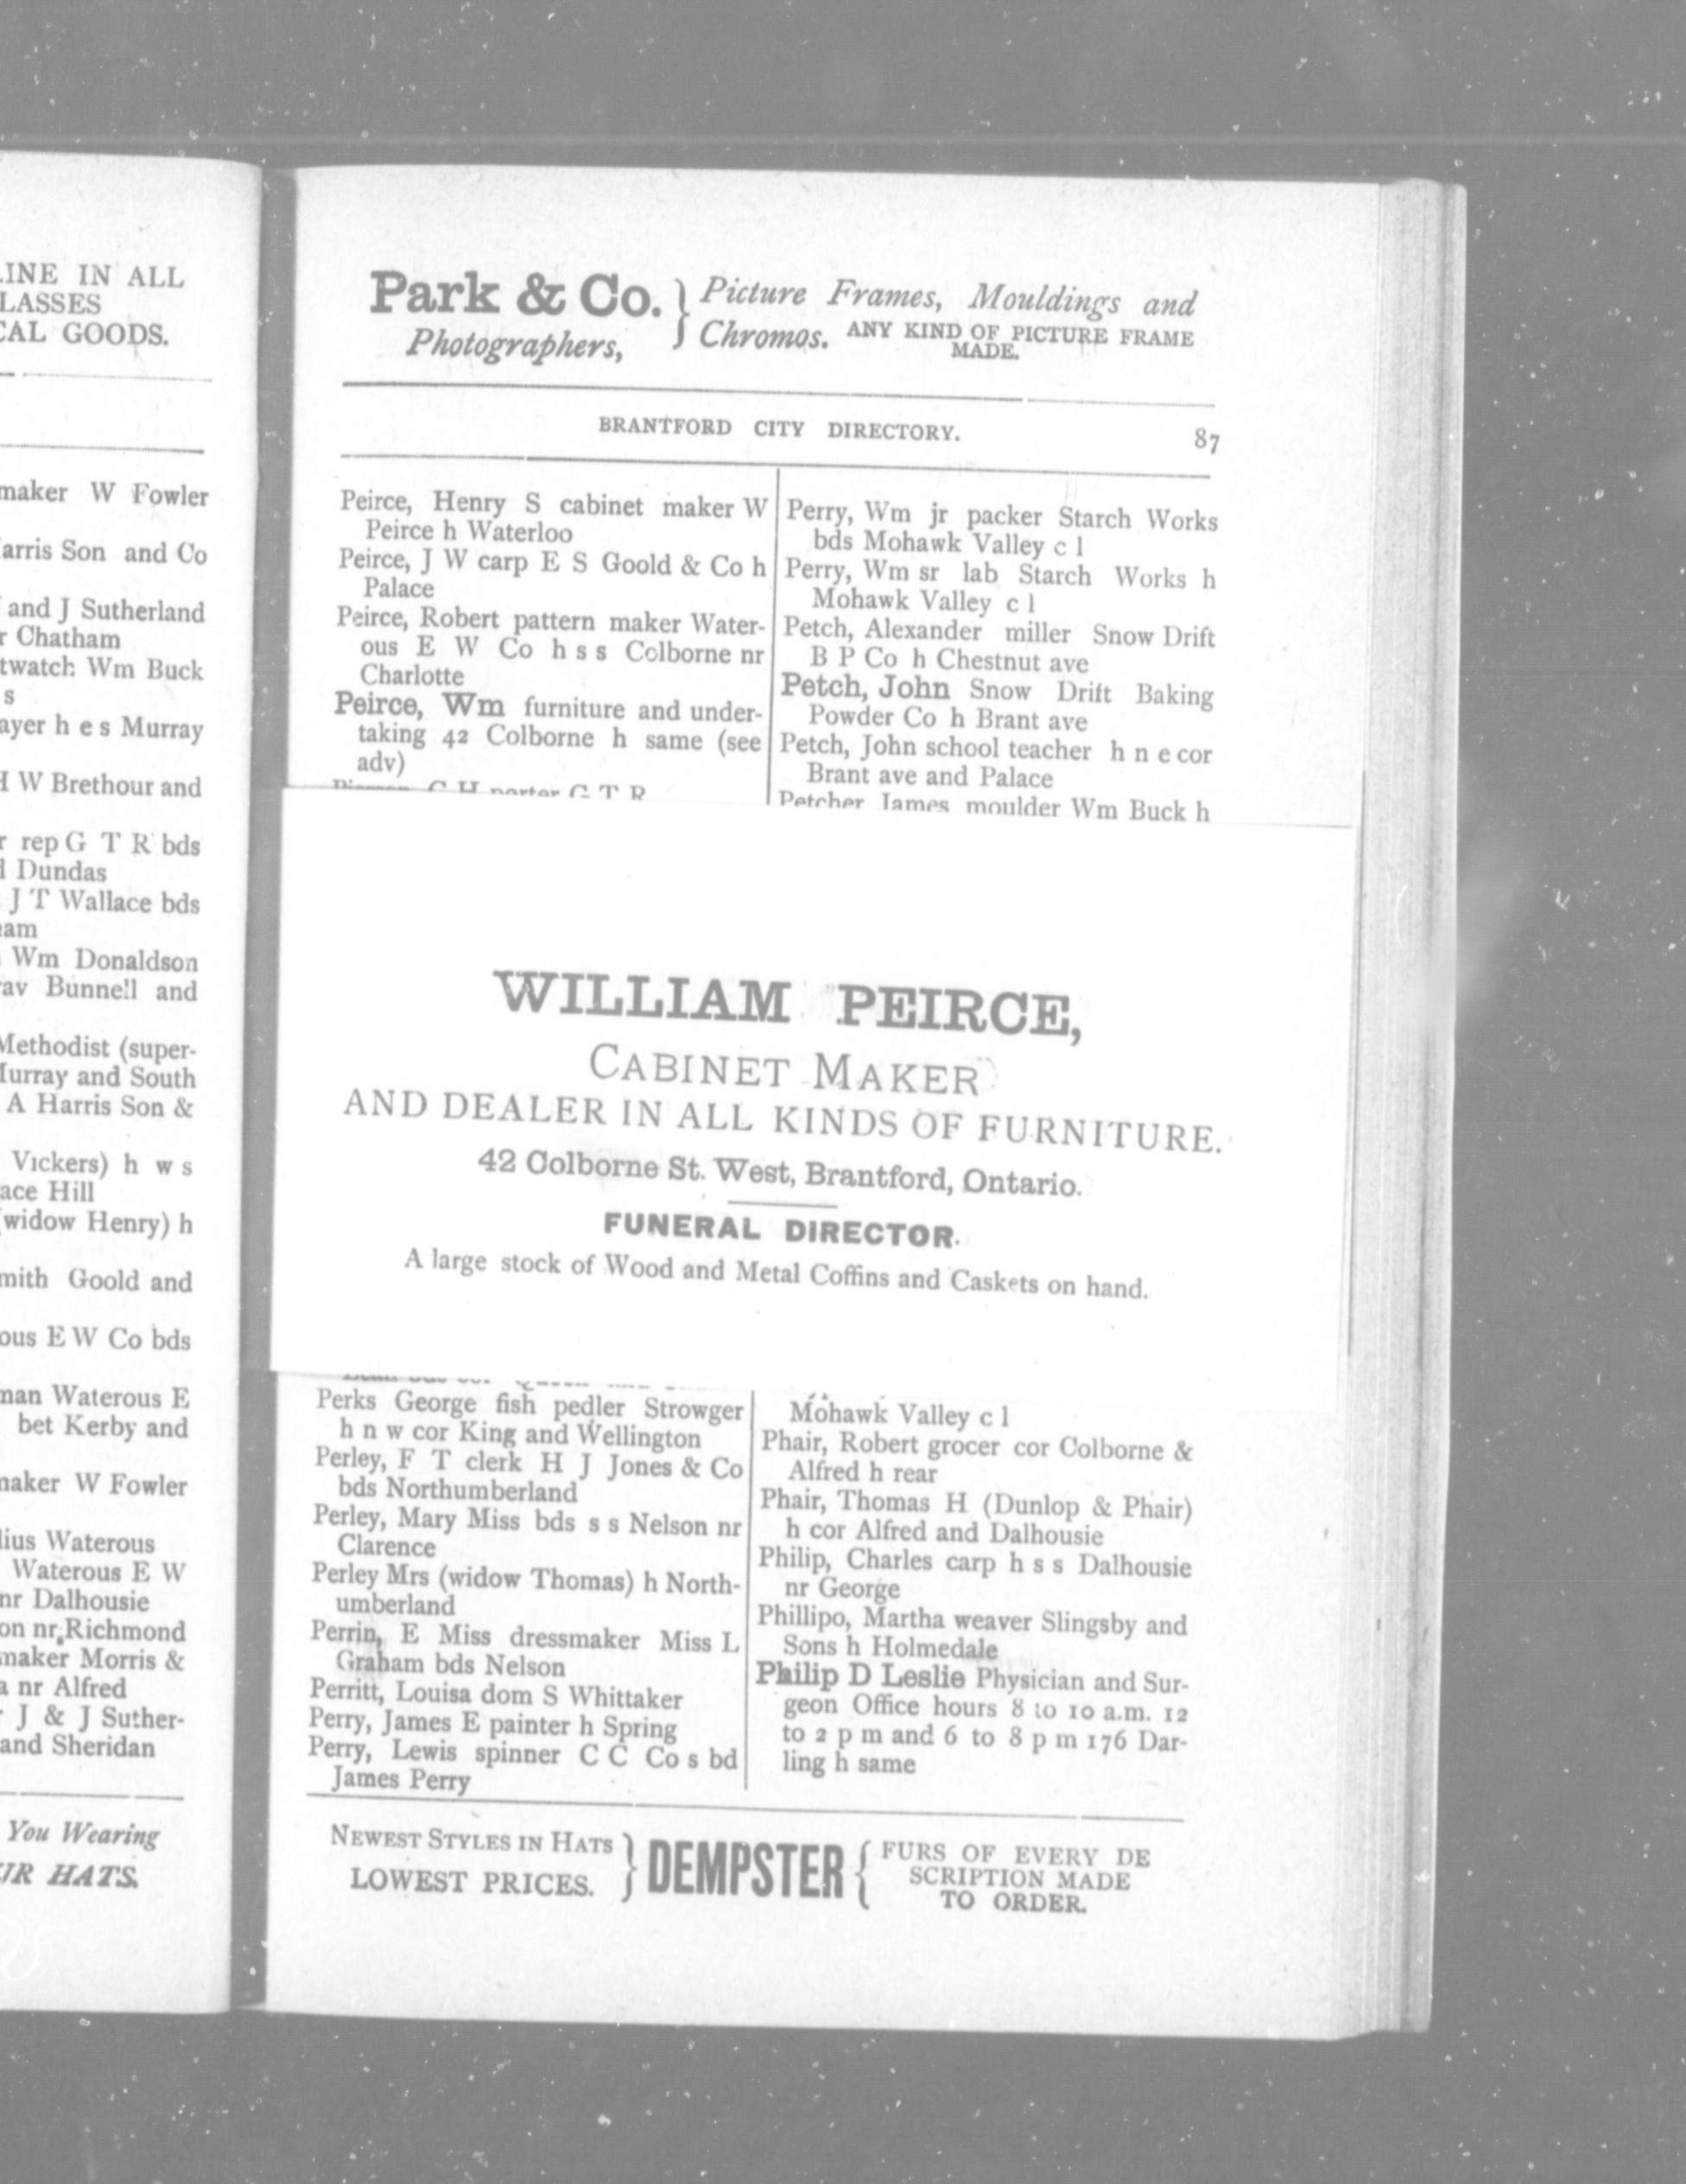 LINE IN ALL
LASSES
CAL GOODS.
maker W Fowler
arris Son and Co
and J Sutherland
r Chatham
twatch Wm Buck
s
ayer h e s Murray
H W Brethour and
r rep G T R bds
d Dundas
J T Wallace bds
am
Wm Donaldson
av Bunnell and
Methodist (super-
Murray and South
A Harris Son &
Vickers) h w s
ace Hill
(widow Henry) h
mith Goold and
ous E W Co bds
man Waterous E
bet Kerby and
maker W Fowler
lius Waterous
Waterous E W
nr Dalhousie
on nr Richmond
maker Morris &
a nr Alfred
J & J Suther-
and Sheridan
You Wearing
UR HATS.
Park & Co.
Photographers,
Picture Frames, Mouldings and
Chromos. ANY KIND OF PICTURE FRAME
MADE.
BRANTFORD CITY DIRECTORY. 87
Peirce, Henry S cabinet maker W
Peirce h Waterloo
Peirce, J W carp E S Goold & Co h
Palace
Peirce, Robert pattern maker Water-
ous E W Co h s s Colborne nr
Charlotte
Peirce, Wm furniture and under-
taking 42 Colborne h same (see
adv)
C H porter G T R
Perry, Wm jr packer Starch Works
bds Mohawk Valley c l
Perry, Wm sr lab Starch Works h
Mohawk Valley c l
Petch, Alexander miller Snow Drift
B P Co h Chestnut ave
Petch, John Snow Drift Baking
Powder Co h Brant ave
Petch, John school teacher h n e cor
Brant ave and Palace
Petcher James moulder Wm Buck h
WILLIAM PEIRCE,
CABINET MAKER
AND DEALER IN ALL KINDS OF FURNITURE.
42 Colborne St. West, Brantford, Ontario.
FUNERAL DIRECTOR.
A large stock of Wood and Metal Coffins and Caskets on hand.
Perks George fish pedler Strowger
h n w cor King and Wellington
Perley, F T clerk H J Jones & Co
bds Northumberland
Perley, Mary Miss bds s s Nelson nr
Clarence
Perley Mrs (widow Thomas) h North-
umberland
Perrin, E Miss dressmaker Miss L
Graham bds Nelson
Perritt, Louisa dom S Whittaker
Perry, James E painter h Spring
Perry, Lewis spinner C C Co s bd
James Perry
Mohawk Valley c l
Phair, Robert grocer cor Colborne &
Alfred h rear
Phair, Thomas H (Dunlop & Phair)
h cor Alfred and Dalhousie
Philip, Charles carp h s s Dalhousie
nr George
Phillipo, Martha weaver Slingsby and
Sons h Holmedale
Philip D Leslie Physician and Sur-
geon Office hours 8 to 10 a.m. 12
to 2 p m and 6 to 8 p m 176 Dar-
ling h same
NEWEST STYLES IN HATS
LOWEST PRICES.
DEMPSTER
FURS OF EVERY DE
SCRIPTION MADE
TO ORDER.